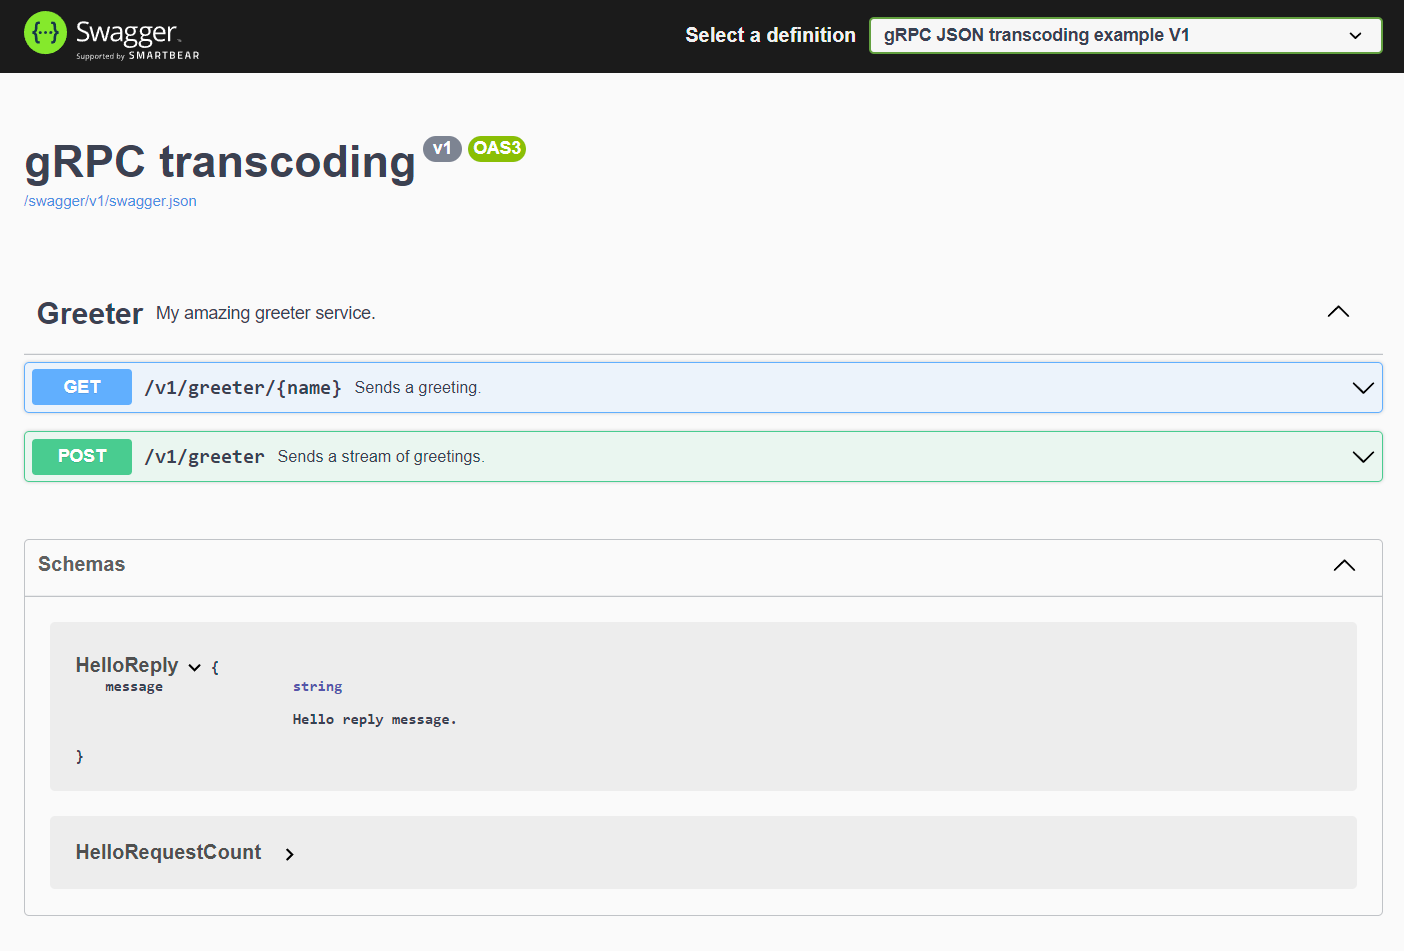 Swagger
Supported by SMARTBEAR
Select a definition
gRPC JSON transcoding example V1
gRPC transcoding v1 OAS3
/swagger/v1/swagger.json
Greeter My amazing greeter service.
GET /v1/greeter/{name} Sends a greeting.
POST /v1/greeter Sends a stream of greetings.
Schemas
HelloReply {
message string
Hello reply message.
}
HelloRequestCount